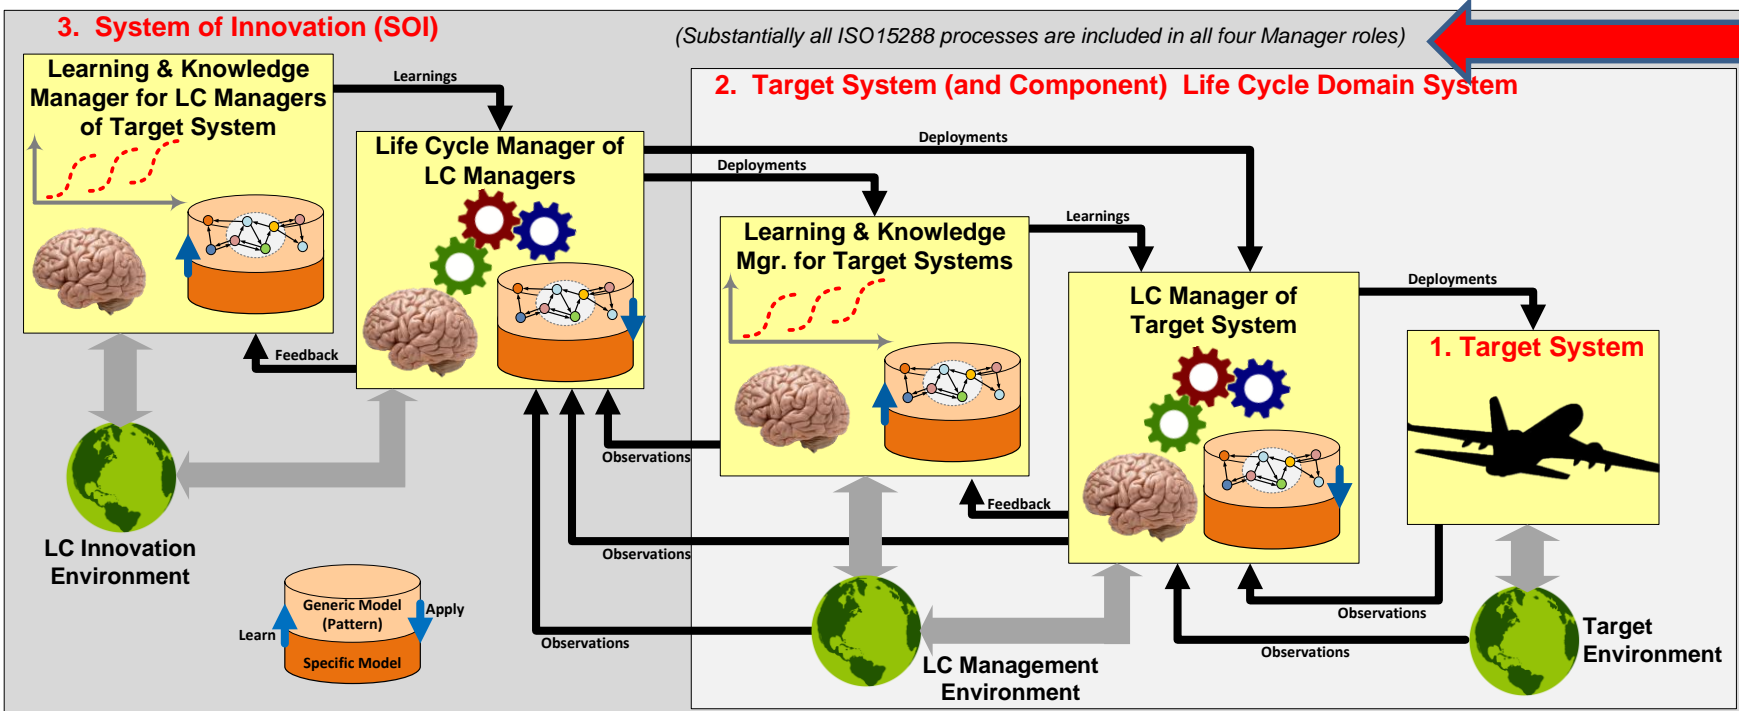 3. System of Innovation (SOI)
(Substantially all ISO15288 processes are included in all four Manager roles)
Learning & Knowledge
Manager for LC Managers
of Target System
Learnings
2. Target System (and Component) Life Cycle Domain System
Life Cycle Manager of
LC Managers
Deployments
Deployments
Learning & Knowledge
Mgr. for Target Systems
Learnings
LC Manager of
Target System
Deployments
1. Target System
Feedback
Observations
Feedback
Observations
Observations
Observations
Observations
LC Innovation
Environment
Generic Model
(Pattern)
Learn
Apply
Specific Model
LC Management
Environment
Target
Environment